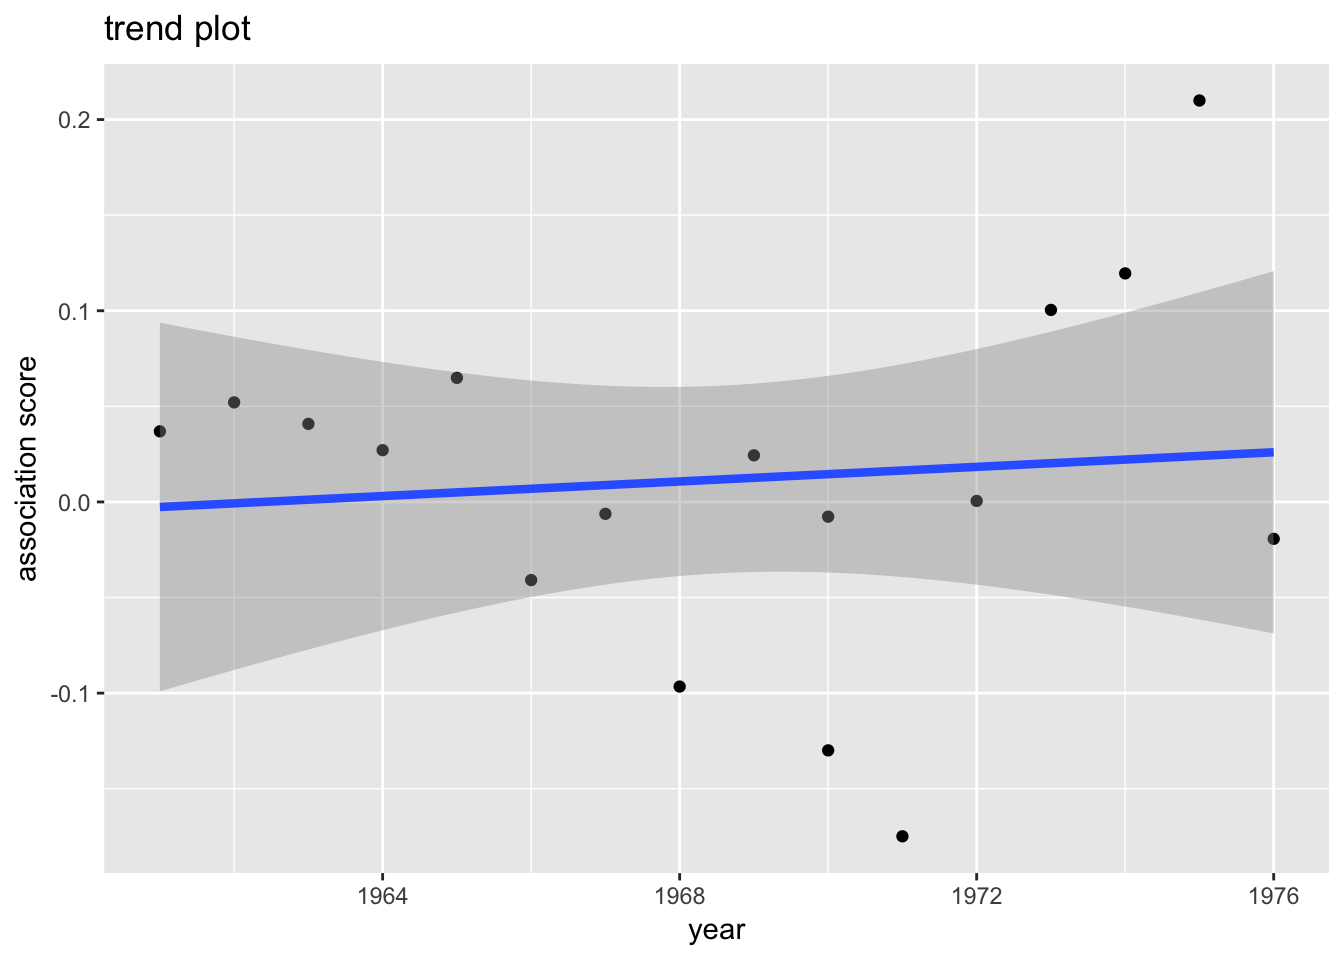 trend plot
0.2
0.1
0.0
-0.1
association score
1964 1968 1972 1976
year